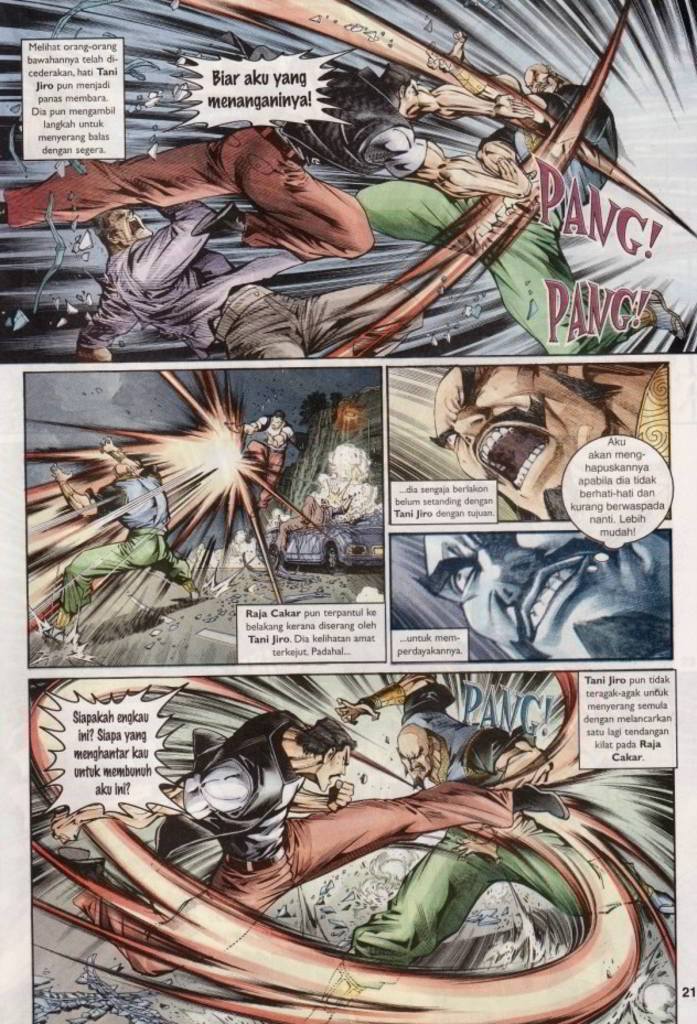 Melihat orang-orang
bawahannya telah di-
cederakan, hati Tani
Jiro pun menjadi
panas membara.
Dia pun mengambil
langkah untuk
menyerang balas
dengan segera.
Biar aku yang
menanganinya!
PANG!
PANG!
Raja Cakar pun terpantul ke
belakang kerana diserang oleh
Tani Jiro. Dia kelihatan amat
terkejut. Padahal...
...dia sengaja berlakon
belum setanding dengan
Tani Jiro dengan tujuan.
Aku
akan meng-
hapuskannya
apabila dia tidak
berhati-hati dan
kurang berwaspada
nanti. Lebih
mudah!
...untuk mem-
perdayakannya.
Siapakah engkau
ini? Siapa yang
menghantar kau
untuk membunuh
aku ini?
PANG!
Tani Jiro pun tidak
teragak-agak untuk
menyerang semula
dengan melancarkan
satu lagi tendangan
kilat pada Raja
Cakar.
21